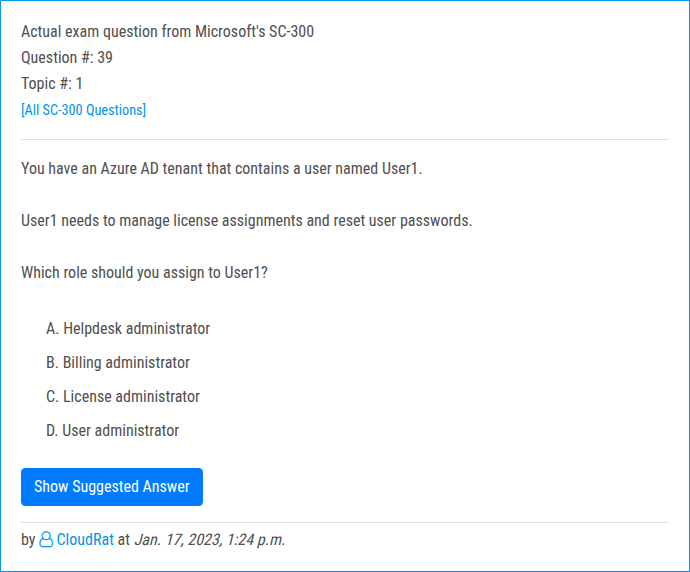 Actual exam question from Microsoft's SC-300
Question #: 39
Topic #: 1
[All SC-300 Questions]
You have an Azure AD tenant that contains a user named User1.
User1 needs to manage license assignments and reset user passwords.
Which role should you assign to User1?
A. Helpdesk administrator
B. Billing administrator
C. License administrator
D. User administrator
Show Suggested Answer
by CloudRat at Jan. 17, 2023, 1:24 p.m.